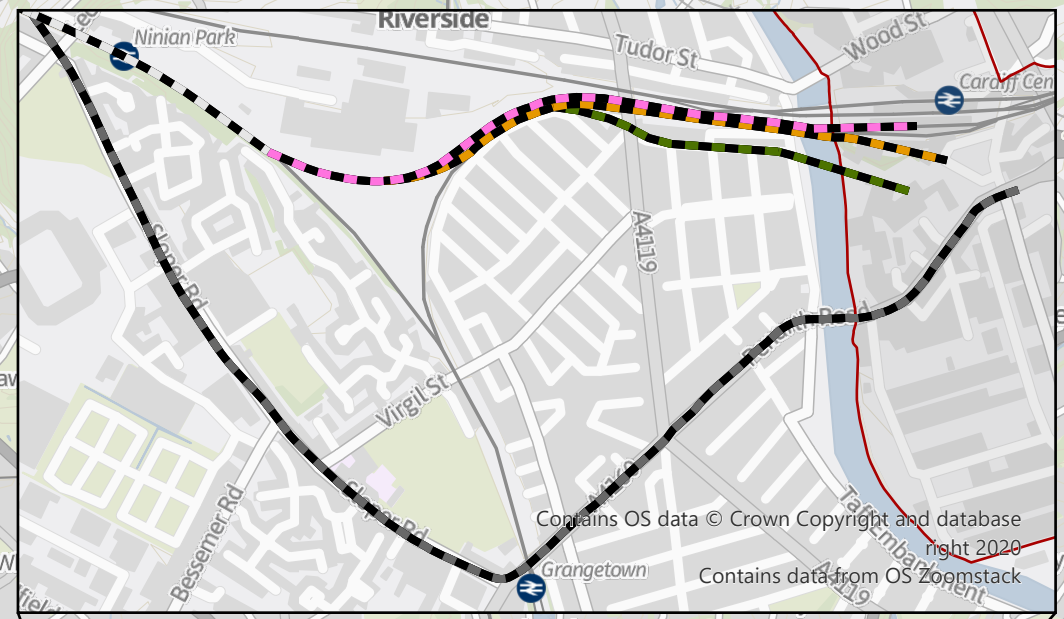 Riverside
Ninian Park
Tudor St
Wood St
Cardiff Cen
A4119
Sloper Rd
Virgil St
Sloper Rd
Bessemer Rd
Grangetown
Taff Embankment
A4119
Contains OS data © Crown Copyright and database
right 2020
Contains data from OS Zoomstack